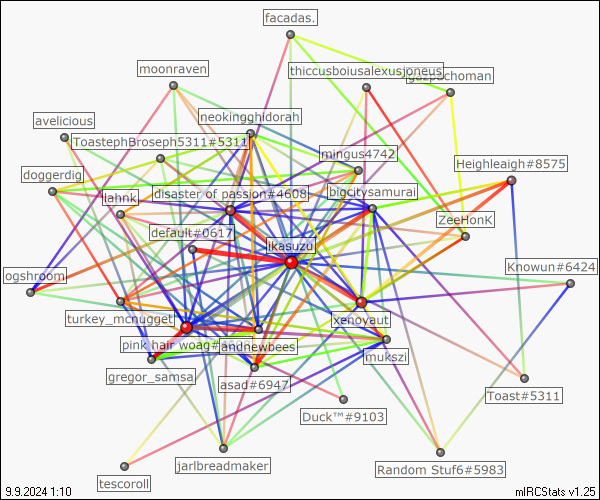 facadas.
moonraven
thiccusboiusalexusjoneus
gazpachoman
avelicious
neokingghidorah
ToastephBroseph5311#5311
mingus4742
Heighleaigh#8575
doggerdig
lahnk
disaster of passion#4608
bigcitysamurai
default#0617
ikasuzu
ZeeHonK
ogshroom
Knowun#6424
turkey_mcnugget
xenoyaut
pink hair woag#
andnewbees
mukszi
gregor_samsa
asad#6947
Toast#5311
Duck™#9103
jarlbreadmaker
Random Stuf6#5983
tescoroll
9.9.2024 1:10
mIRCStats v1.25